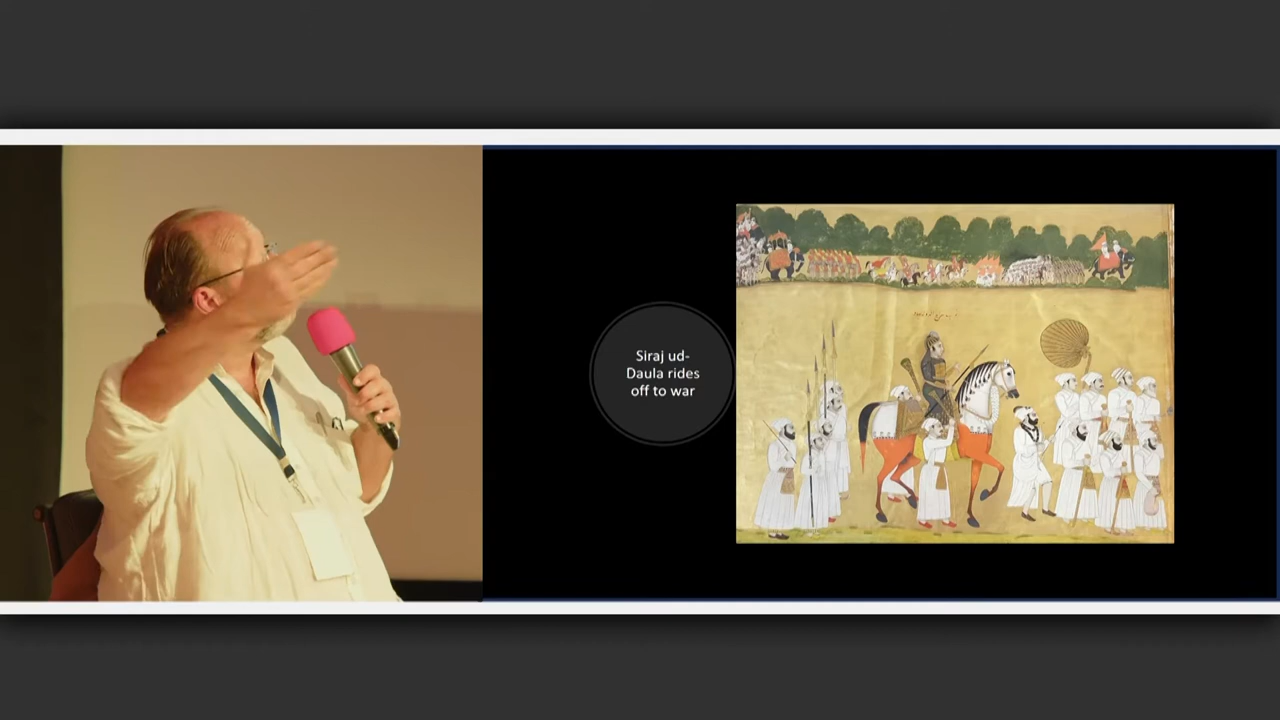 Siraj ud-
Daula rides
off to war